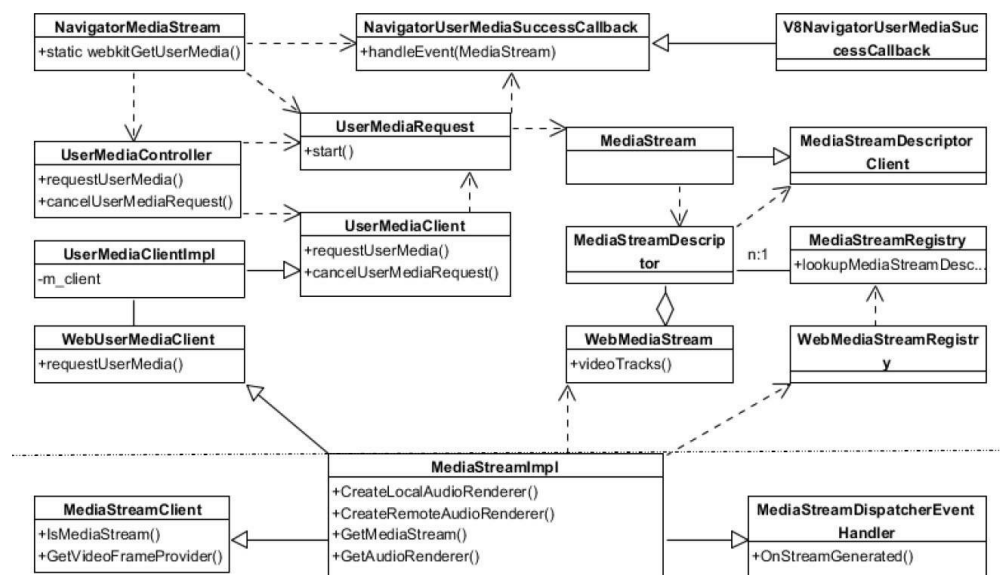 NavigatorMediaStream
+static webkitGetUserMedia()
NavigatorUserMediaSuccessCallback
+handleEvent(MediaStream)
V8NavigatorUserMediaSuc
cessCallback
UserMediaRequest
+start()
UserMediaController
+requestUserMedia()
+cancelUserMediaRequest()
MediaStream
MediaStreamDescriptor
Client
UserMediaClient
+requestUserMedia()
+cancelUserMediaRequest()
UserMediaClientImpl
-m_client
MediaStreamDescrip
tor
n:1
MediaStreamRegistry
+lookupMediaStreamDesc...
WebUserMediaClient
+requestUserMedia()
WebMediaStream
+videoTracks()
WebMediaStreamRegistr
y
MediaStreamImpl
+CreateLocalAudioRenderer()
+CreateRemoteAudioRenderer()
+GetMediaStream()
+GetAudioRenderer()
MediaStreamClient
+IsMediaStream()
+GetVideoFrameProvider()
MediaStreamDispatcherEvent
Handler
+OnStreamGenerated()